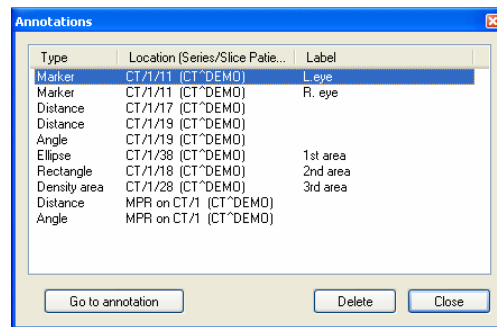 Annotations
Type Location (Series/Slice Patie... Label
Marker CT/1/11 (CT^DEMO) L.eye
Marker CT/1/11 (CT^DEMO) R. eye
Distance CT/1/17 (CT^DEMO)
Distance CT/1/19 (CT^DEMO)
Angle CT/1/19 (CT^DEMO)
Ellipse CT/1/38 (CT^DEMO) 1st area
Rectangle CT/1/18 (CT^DEMO) 2nd area
Density area CT/1/28 (CT^DEMO) 3rd area
Distance MPR on CT/1 (CT^DEMO)
Angle MPR on CT/1 (CT^DEMO)
Go to annotation Delete Close